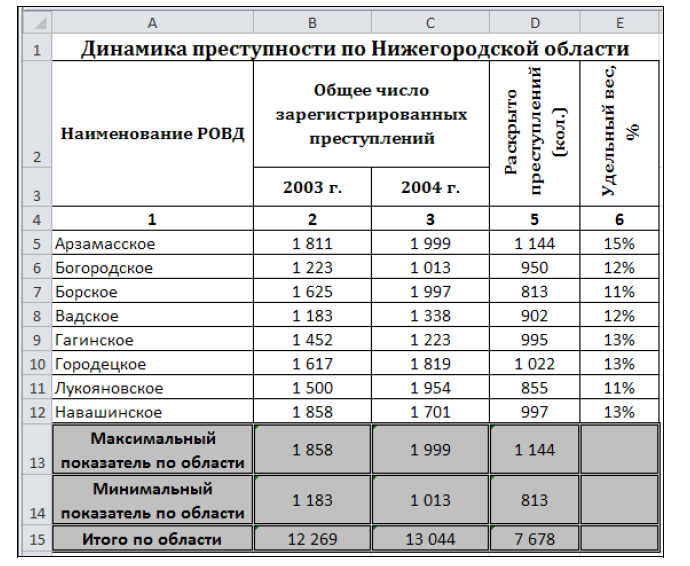 A B C D E
1 Динамика преступности по Нижегородской области
2 Наименование РОВД
Общее число
зарегистрированных
преступлений
Раскрыто
преступлений
(кол.)
Удельный вес,
%
3 2003 г. 2004 г.
4 1 2 3 5 6
5 Арзамасское 1 811 1 999 1 144 15%
6 Богородское 1 223 1 013 950 12%
7 Борское 1 625 1 997 813 11%
8 Вадское 1 183 1 338 902 12%
9 Гагинское 1 452 1 223 995 13%
10 Городецкое 1 617 1 819 1 022 13%
11 Лукояновское 1 500 1 954 855 11%
12 Навашинское 1 858 1 701 997 13%
Максимальный
13 показатель по области 1 858 1 999 1 144
Минимальный
14 показатель по области 1 183 1 013 813
15 Итого по области 12 269 13 044 7 678